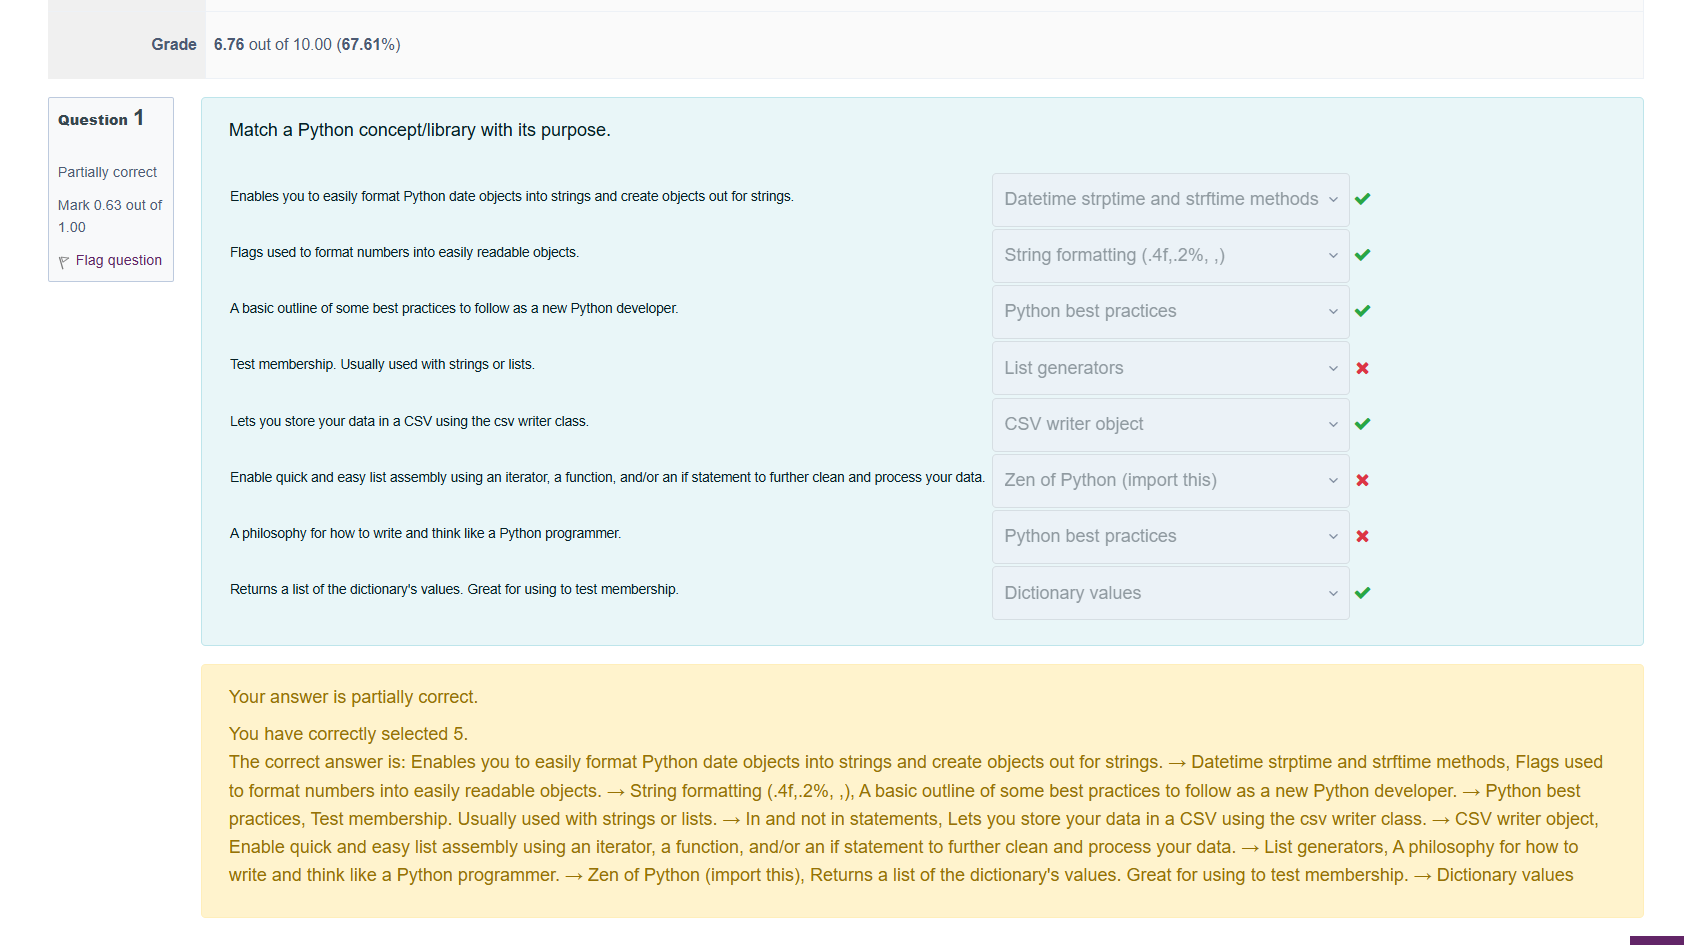 Grade 6.76 out of 10.00 (67.61%)
Question 1
Partially correct
Mark 0.63 out of
1.00
Flag question
Match a Python concept/library with its purpose.
Enables you to easily format Python date objects into strings and create objects out for strings. Datetime strptime and strftime methods
Flags used to format numbers into easily readable objects. String formatting (.4f,.2%, ,)
A basic outline of some best practices to follow as a new Python developer. Python best practices
Test membership. Usually used with strings or lists. List generators
Lets you store your data in a CSV using the csv writer class. CSV writer object
Enable quick and easy list assembly using an iterator, a function, and/or an if statement to further clean and process your data. Zen of Python (import this)
A philosophy for how to write and think like a Python programmer. Python best practices
Returns a list of the dictionary's values. Great for using to test membership. Dictionary values
Your answer is partially correct.
You have correctly selected 5.
The correct answer is: Enables you to easily format Python date objects into strings and create objects out for strings. → Datetime strptime and strftime methods, Flags used
to format numbers into easily readable objects. → String formatting (.4f,.2%, ,), A basic outline of some best practices to follow as a new Python developer. → Python best
practices, Test membership. Usually used with strings or lists. → In and not in statements, Lets you store your data in a CSV using the csv writer class. → CSV writer object,
Enable quick and easy list assembly using an iterator, a function, and/or an if statement to further clean and process your data. → List generators, A philosophy for how to
write and think like a Python programmer. → Zen of Python (import this), Returns a list of the dictionary's values. Great for using to test membership. → Dictionary values